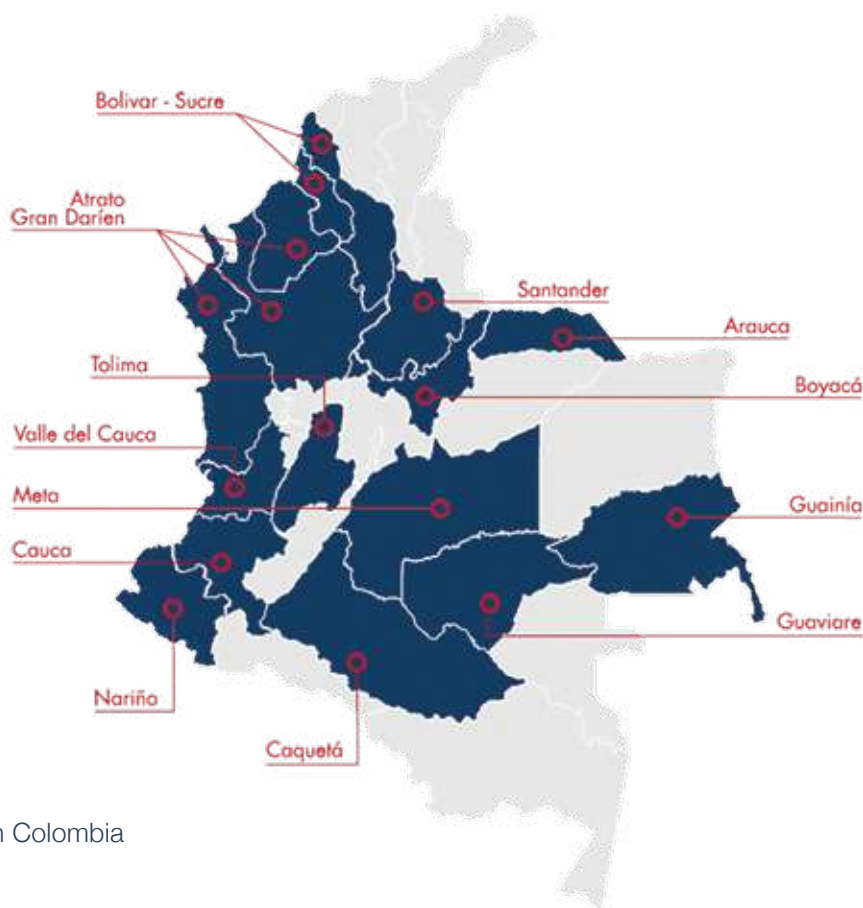 Bolivar - Sucre
Atrato
Gran Daríen
Santander
Arauca
Tolima
Boyacá
Valle del Cauca
Meta
Guainía
Cauca
Guaviare
Nariño
Caquetá
n Colombia